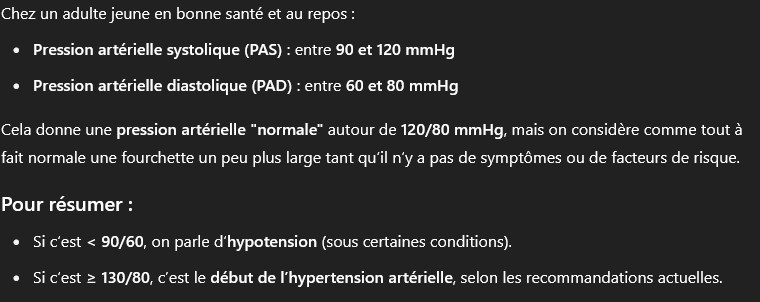 Chez un adulte jeune en bonne santé et au repos :
• Pression artérielle systolique (PAS) : entre 90 et 120 mmHg
• Pression artérielle diastolique (PAD) : entre 60 et 80 mmHg
Cela donne une pression artérielle "normale" autour de 120/80 mmHg, mais on considère comme tout à
fait normale une fourchette un peu plus large tant qu’il n’y a pas de symptômes ou de facteurs de risque.
Pour résumer :
• Si c’est < 90/60, on parle d’hypotension (sous certaines conditions).
• Si c’est ≥ 130/80, c’est le début de l’hypertension artérielle, selon les recommandations actuelles.